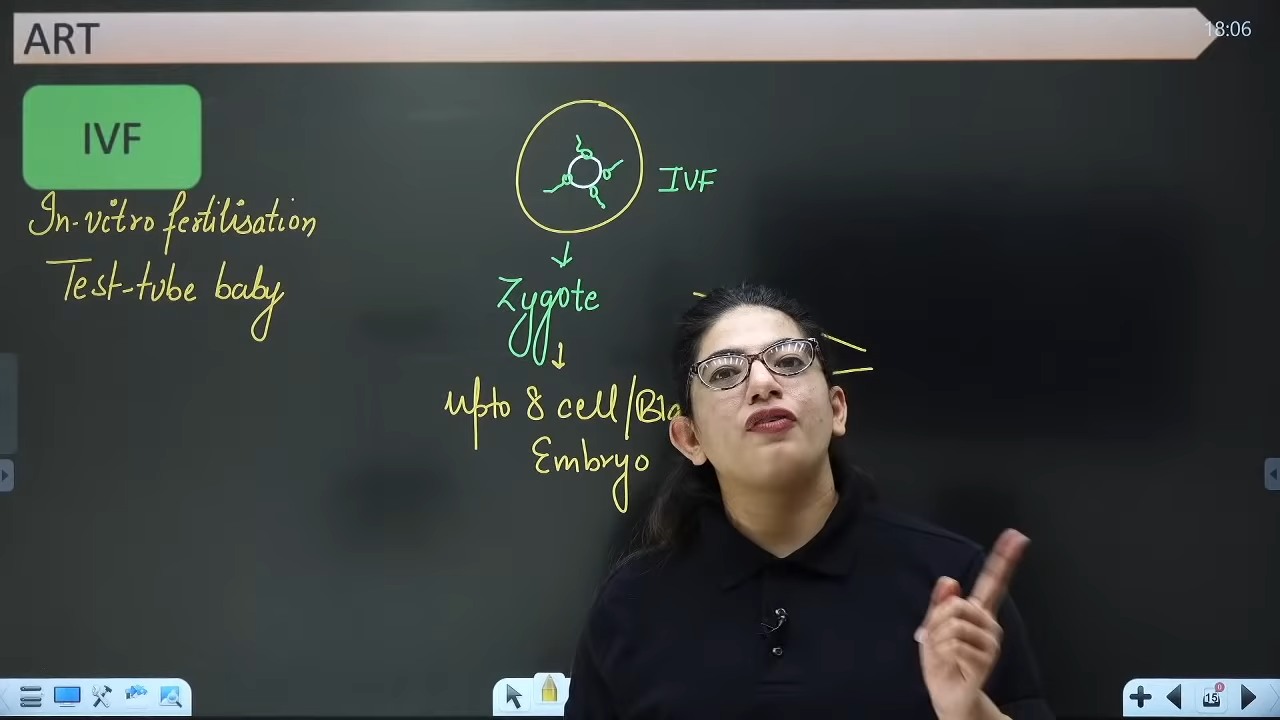 ART
18:06
IVF
In-vitro fertilisation
Test-tube baby
IVF
↓
Zygote
↓
Upto 8 cell/Bla
Embryo
15